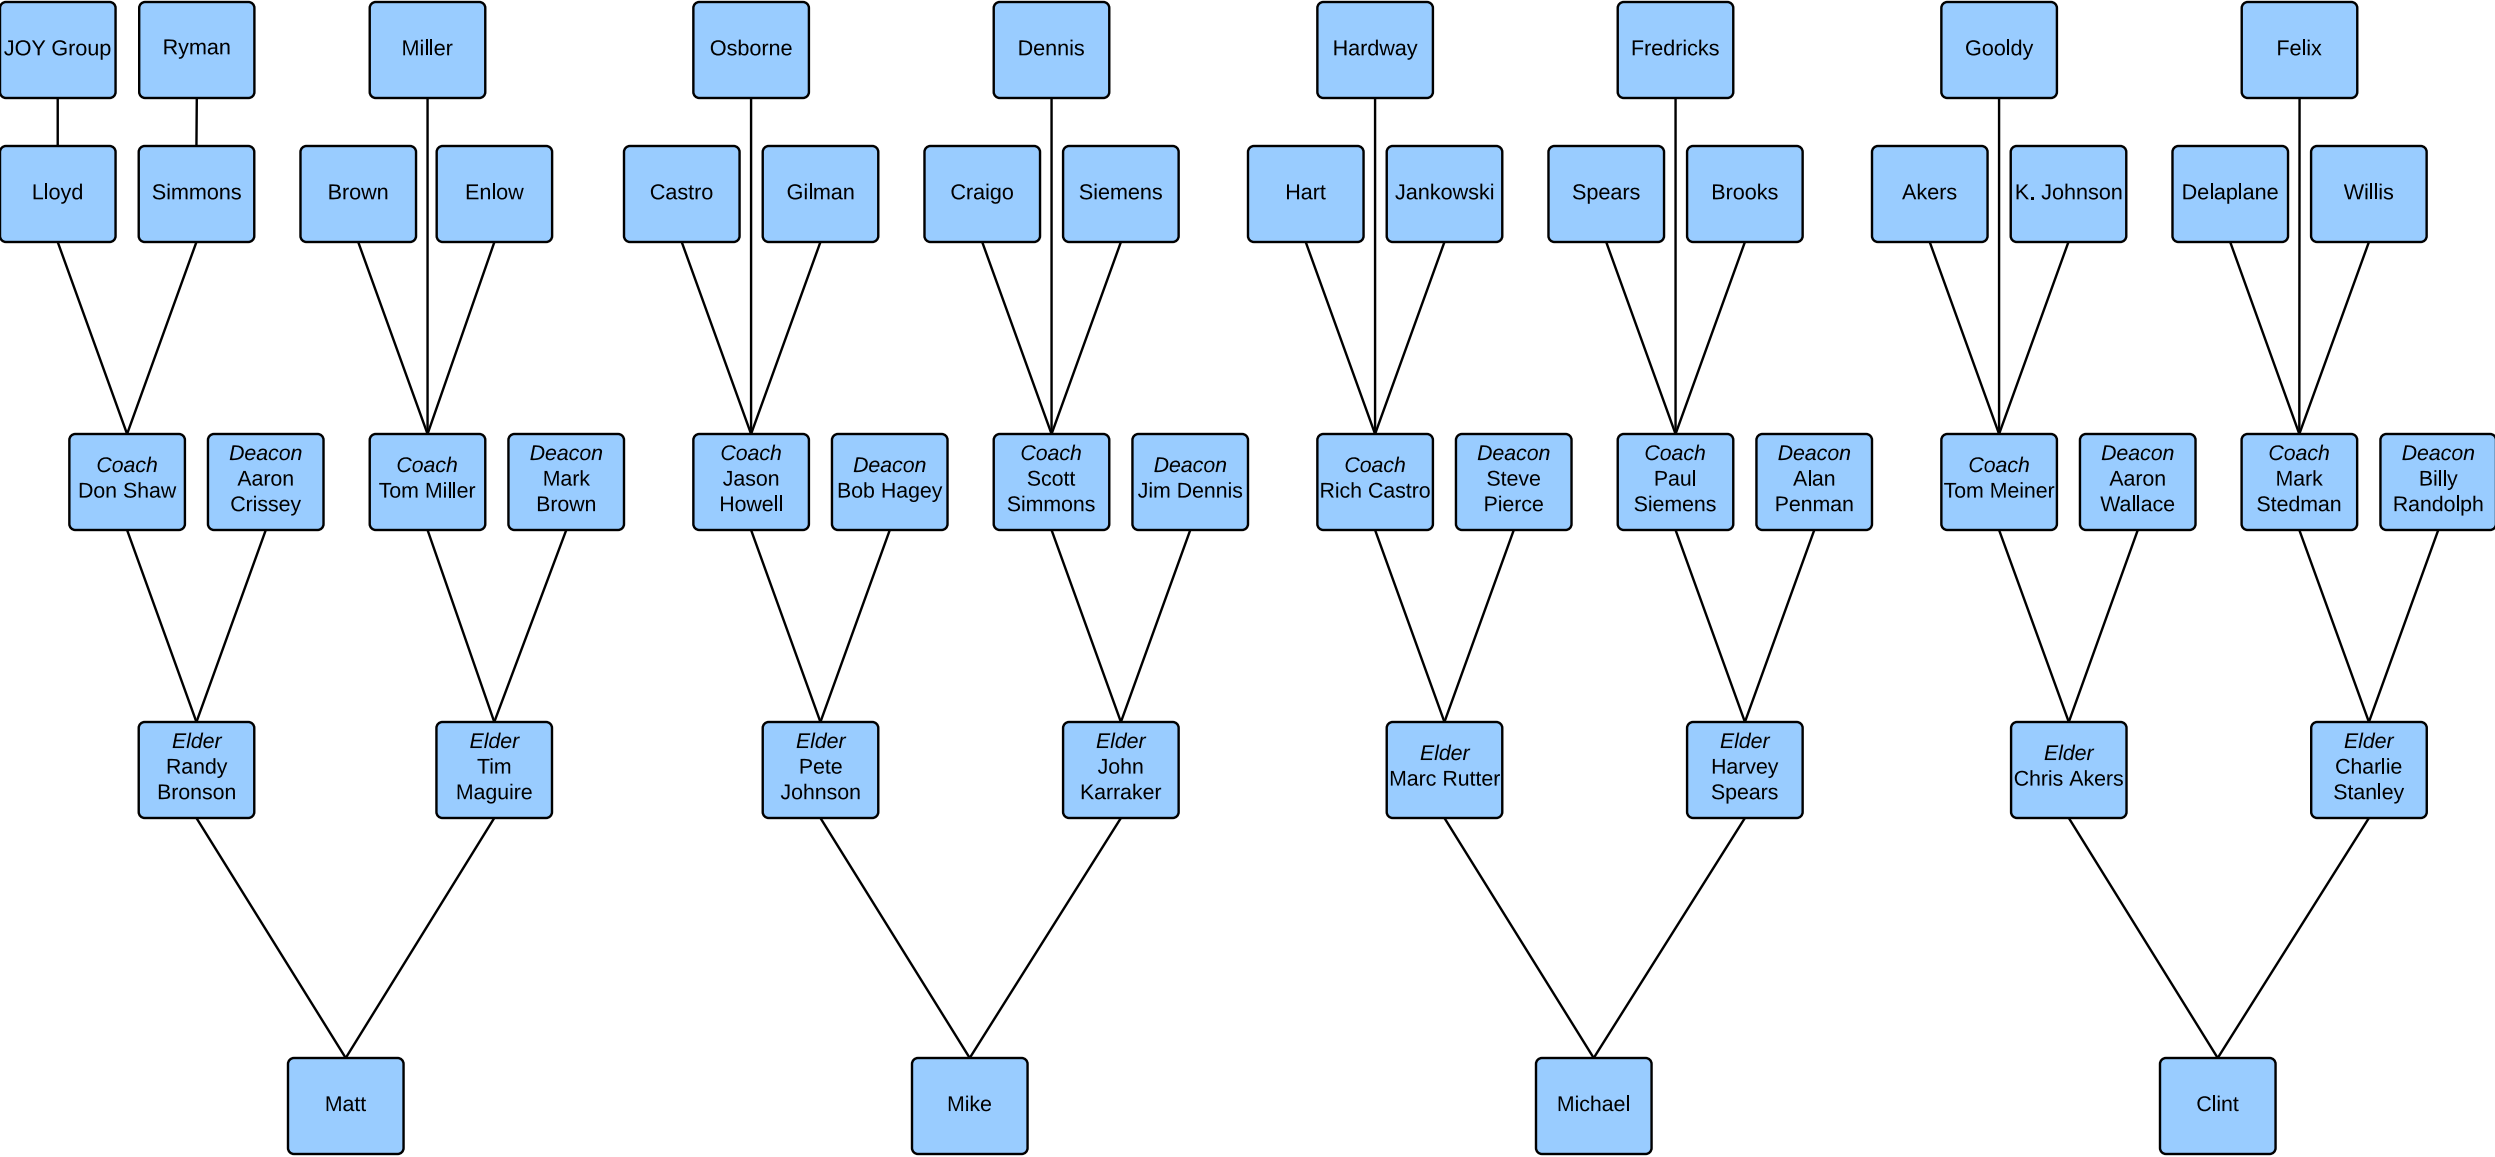 JOY Group
Ryman
Miller
Osborne
Dennis
Hardway
Fredricks
Gooldy
Felix
Lloyd
Simmons
Brown
Enlow
Castro
Gilman
Craigo
Siemens
Hart
Jankowski
Spears
Brooks
Akers
K. Johnson
Delaplane
Willis
Coach
Don Shaw
Deacon
Aaron
Crissey
Coach
Tom Miller
Deacon
Mark
Brown
Coach
Jason
Howell
Deacon
Bob Hagey
Coach
Scott
Simmons
Deacon
Jim Dennis
Coach
Rich Castro
Deacon
Steve
Pierce
Coach
Paul
Siemens
Deacon
Alan
Penman
Coach
Tom Meiner
Deacon
Aaron
Wallace
Coach
Mark
Stedman
Deacon
Billy
Randolph
Elder
Randy
Bronson
Elder
Tim
Maguire
Elder
Pete
Johnson
Elder
John
Karraker
Elder
Marc Rutter
Elder
Harvey
Spears
Elder
Chris Akers
Elder
Charlie
Stanley
Matt
Mike
Michael
Clint